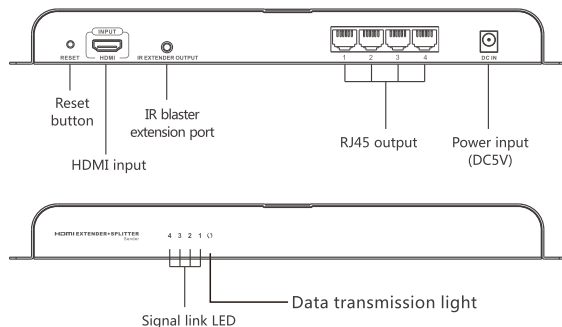 INPUT
RESET
HDMI
IR EXTENDER OUTPUT
1 2 3 4
DC IN
Reset button
IR blaster extension port
HDMI input
RJ45 output
Power input (DC5V)
HDMI EXTENDER+SPLITTER
Sender
4 3 2 1
Data transmission light
Signal link LED